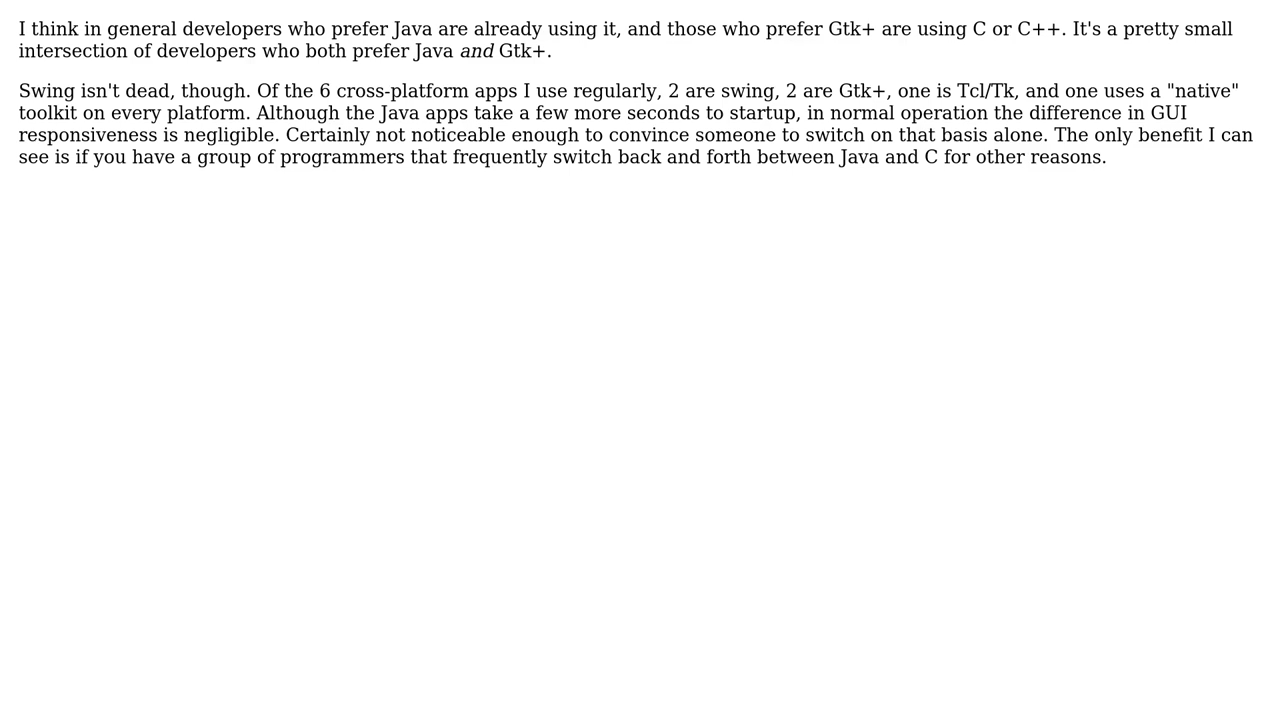 I think in general developers who prefer Java are already using it, and those who prefer Gtk+ are using C or C++. It's a pretty small
intersection of developers who both prefer Java and Gtk+.
Swing isn't dead, though. Of the 6 cross-platform apps I use regularly, 2 are swing, 2 are Gtk+, one is Tcl/Tk, and one uses a "native"
toolkit on every platform. Although the Java apps take a few more seconds to startup, in normal operation the difference in GUI
responsiveness is negligible. Certainly not noticeable enough to convince someone to switch on that basis alone. The only benefit I can
see is if you have a group of programmers that frequently switch back and forth between Java and C for other reasons.